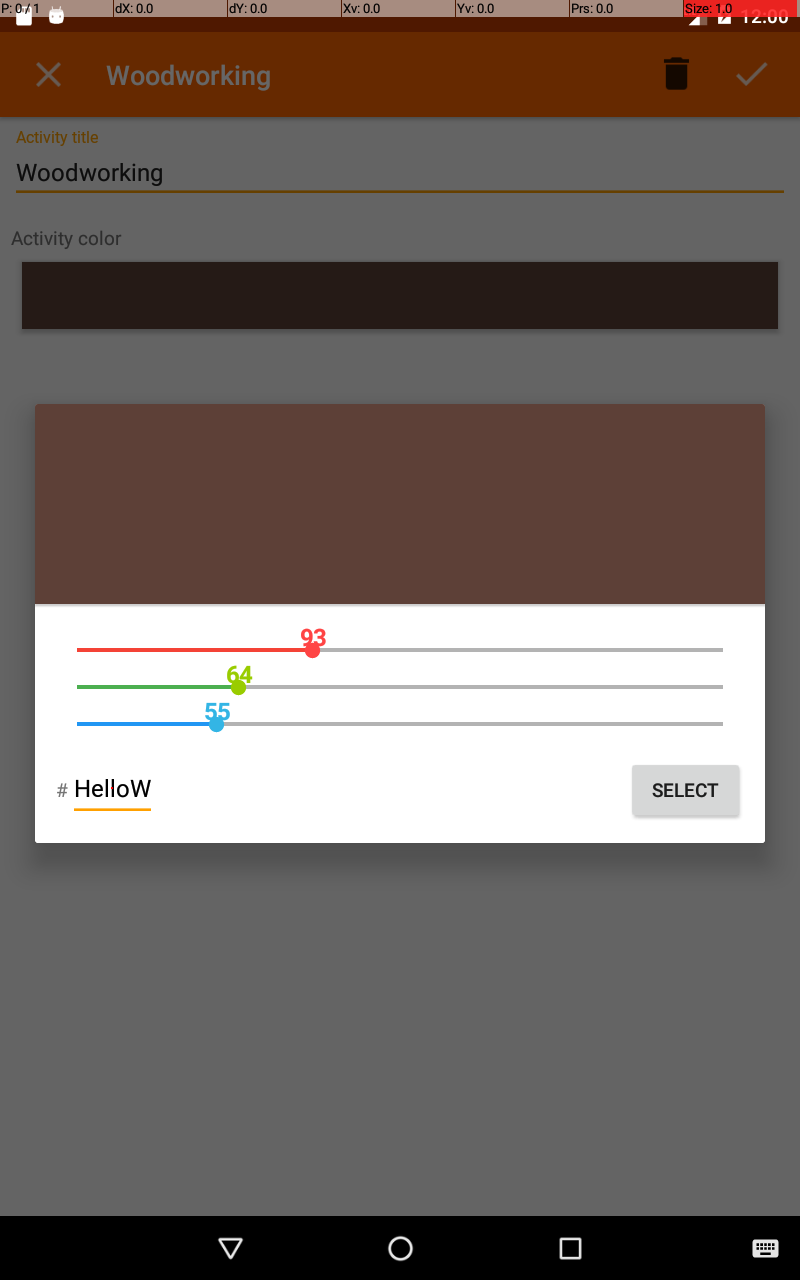 P: 0 / 1 dX: 0.0 dY: 0.0 Xv: 0.0 Yv: 0.0 Prs: 0.0 Size: 1.0
12:00
Woodworking
Activity title
Woodworking
Activity color
93
64
55
# HelloW
SELECT